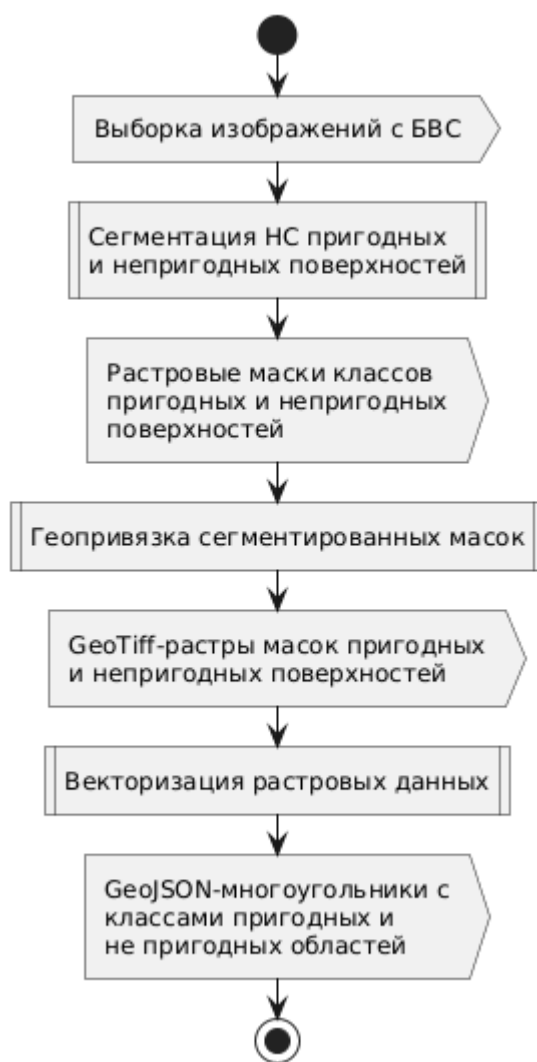 Выборка изображений с БВС
Сегментация НС пригодных
и непригодных поверхностей
Растровые маски классов
пригодных и непригодных
поверхностей
Геопривязка сегментированных масок
GeoTiff-растры масок пригодных
и непригодных поверхностей
Векторизация растровых данных
GeoJSON-многоугольники с
классами пригодных и
не пригодных областей